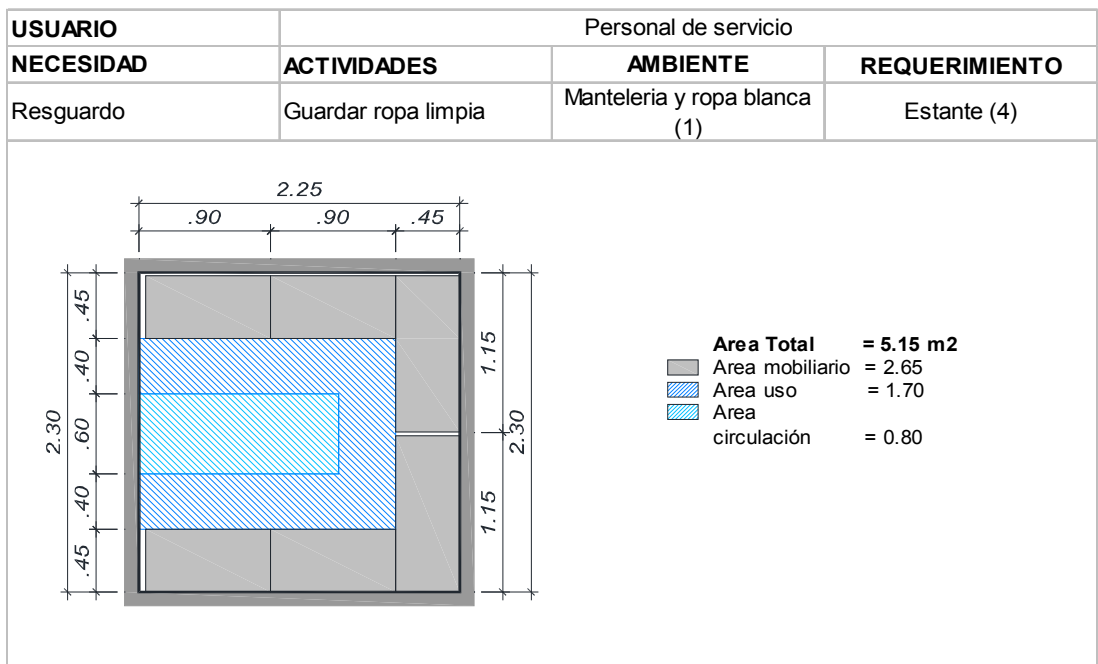 USUARIO Personal de servicio
NECESIDAD ACTIVIDADES AMBIENTE REQUERIMIENTO
Resguardo Guardar ropa limpia Manteleria y ropa blanca (1) Estante (4)
2.25
.90 .90 .45
.45
.40
.60
.40
.45
2.30
1.15
1.15
2.30
Area Total = 5.15 m2
Area mobiliario = 2.65
Area uso = 1.70
Area
circulación = 0.80